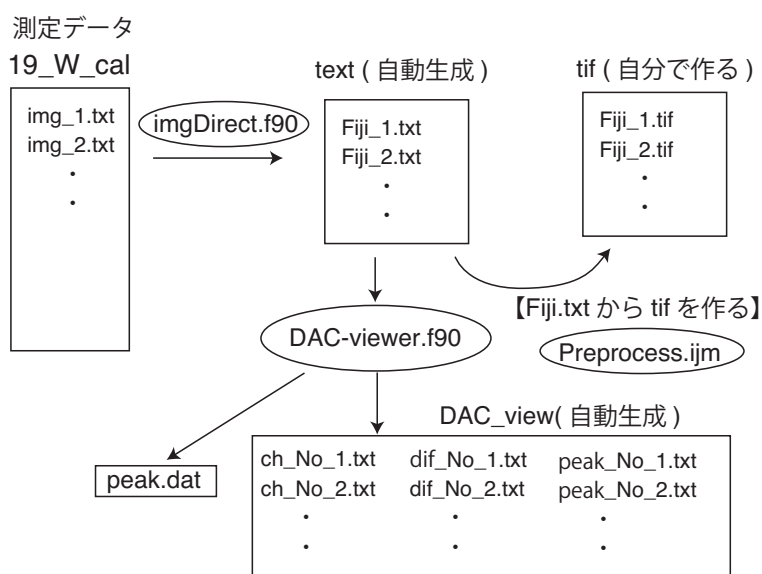 測定データ
19_W_cal
img_1.txt
img_2.txt
・
・
imgDirect.f90
text ( 自動生成 )
Fiji_1.txt
Fiji_2.txt
・
・
tif ( 自分で作る )
Fiji_1.tif
Fiji_2.tif
・
・
【Fiji.txt から tif を作る】
Preprocess.ijm
DAC-viewer.f90
peak.dat
DAC_view( 自動生成 )
ch_No_1.txt dif_No_1.txt peak_No_1.txt
ch_No_2.txt dif_No_2.txt peak_No_2.txt
・ ・ ・
・ ・ ・